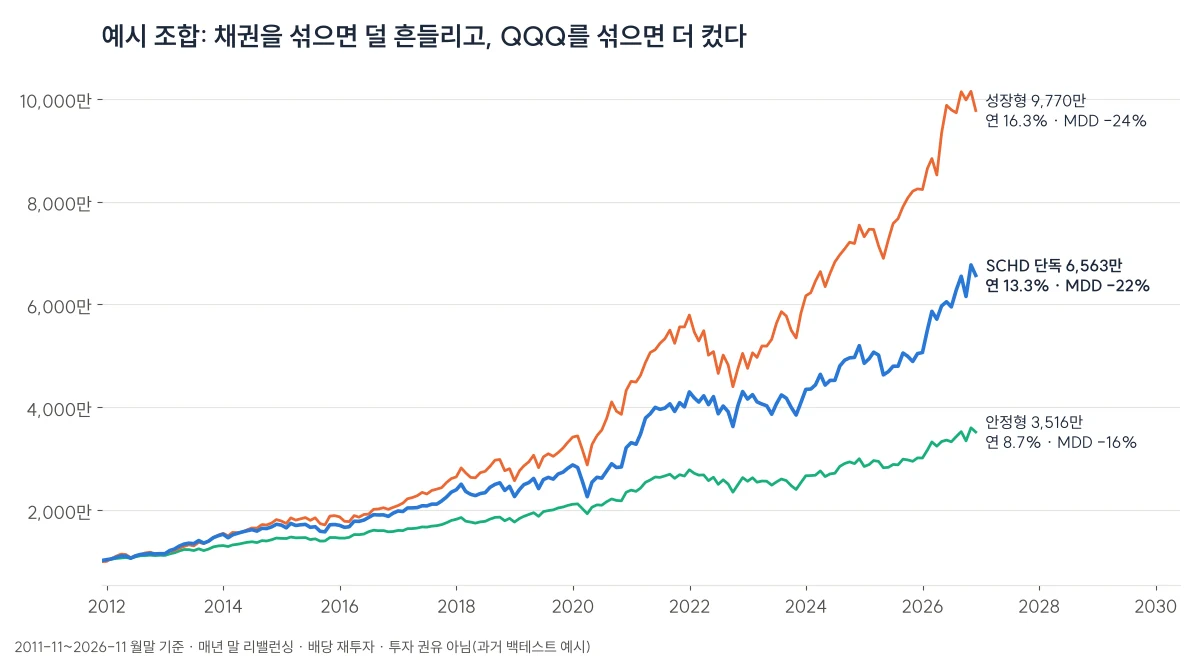 예시 조합: 채권을 섞으면 덜 흔들리고, QQQ를 섞으면 더 컸다
10,000만
8,000만
6,000만
4,000만
2,000만
성장형 9,770만
연 16.3% · MDD -24%
SCHD 단독 6,563만
연 13.3% · MDD -22%
안정형 3,516만
연 8.7% · MDD -16%
2012 2014 2016 2018 2020 2022 2024 2026 2028 2030
2011-11~2026-11 월말 기준 · 매년 말 리밸런싱 · 배당 재투자 · 투자 권유 아님(과거 백테스트 예시)